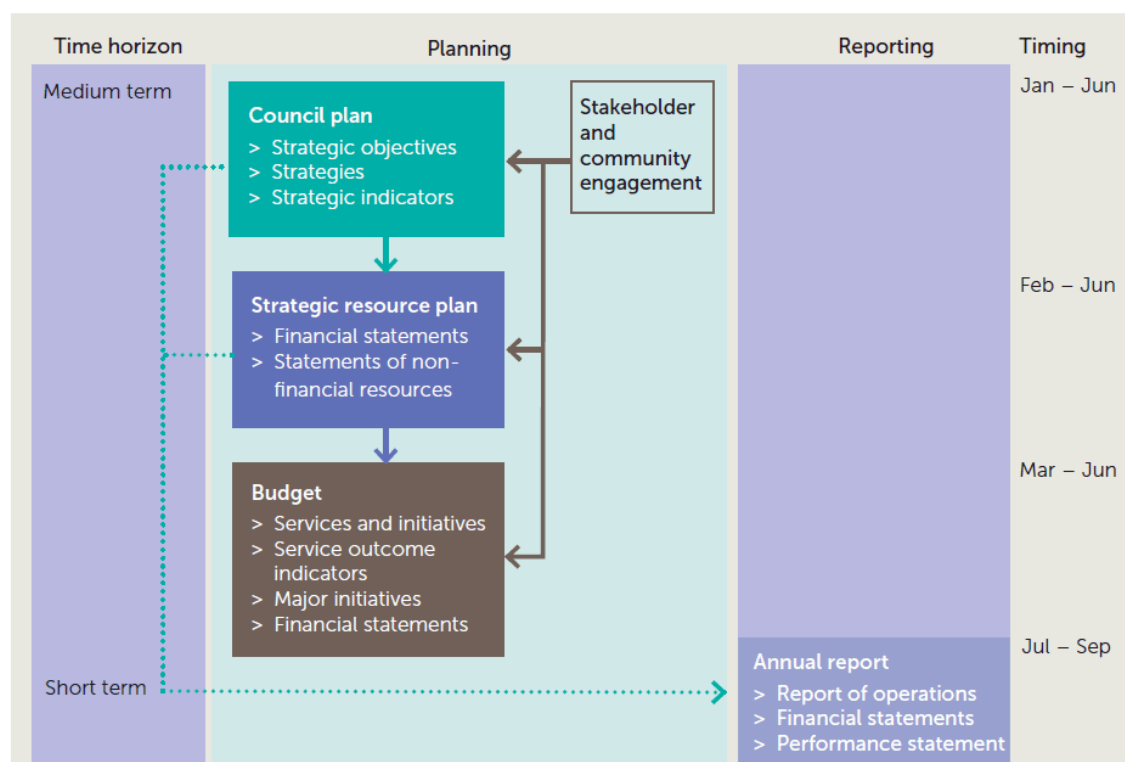 Time horizon
Planning
Reporting
Timing
Medium term
Council plan
> Strategic objectives
> Strategies
> Strategic indicators
Stakeholder
and
community
engagement
Jan – Jun
Strategic resource plan
> Financial statements
> Statements of non-
financial resources
Feb – Jun
Budget
> Services and initiatives
> Service outcome
indicators
> Major initiatives
> Financial statements
Mar – Jun
Short term
Annual report
> Report of operations
> Financial statements
> Performance statement
Jul – Sep